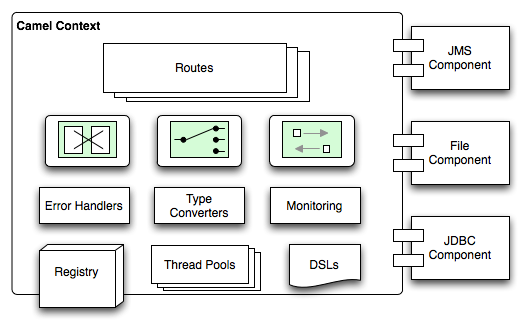 Camel Context
Routes
JMS
Component
File
Component
Error Handlers
Type
Converters
Monitoring
JDBC
Component
Registry
Thread Pools
DSLs